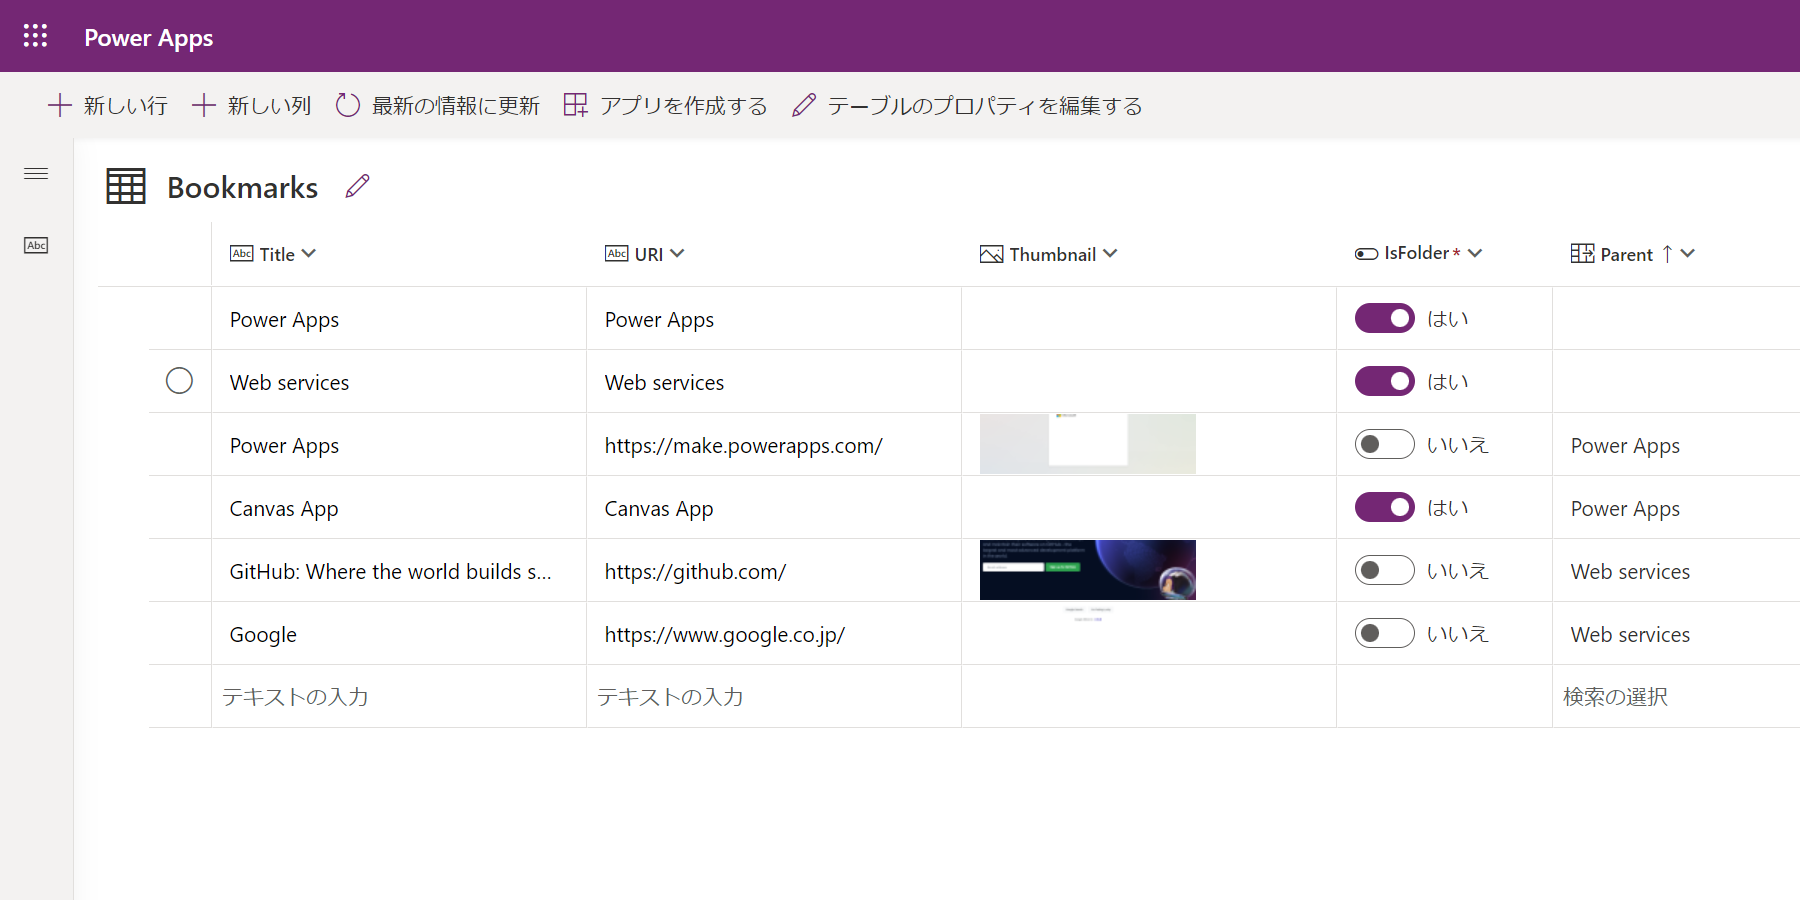 Power Apps
新しい行 新しい列 最新の情報に更新 アプリを作成する テーブルのプロパティを編集する
Bookmarks
Abc
Abc Title Abc URI Thumbnail IsFolder* Parent ↑
Power Apps Power Apps はい
Web services Web services はい
Power Apps https://make.powerapps.com/ いいえ Power Apps
Canvas App Canvas App はい Power Apps
GitHub: Where the world builds s... https://github.com/ いいえ Web services
Google https://www.google.co.jp/ いいえ Web services
テキストの入力 テキストの入力 検索の選択